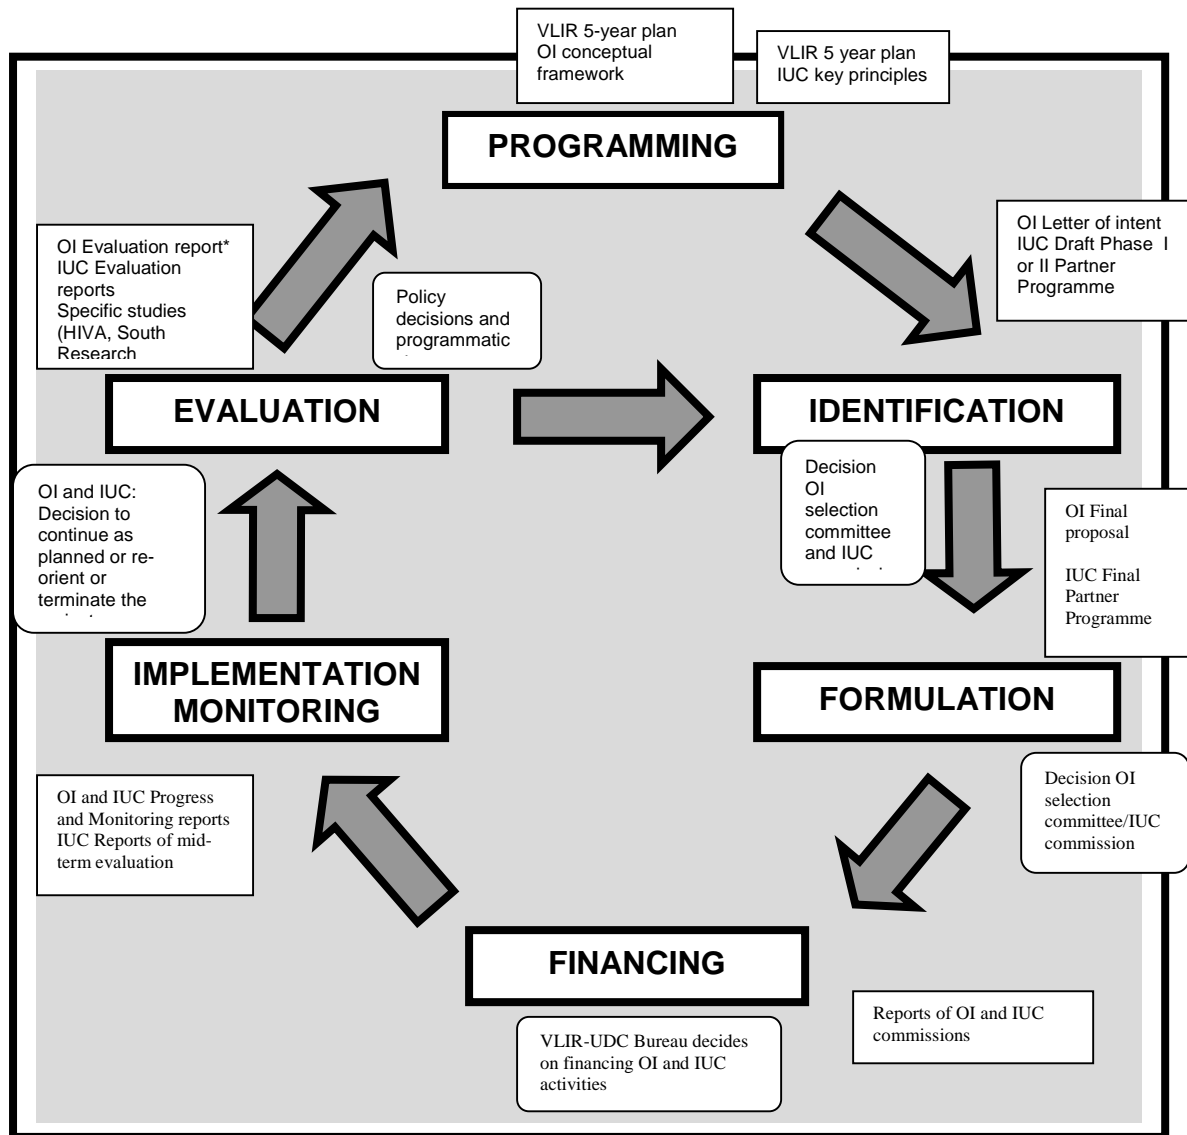 VLIR 5-year plan
OI conceptual
framework
VLIR 5 year plan
IUC key principles
PROGRAMMING
OI Evaluation report*
IUC Evaluation
reports
Specific studies
(HIVA, South
Research
Policy
decisions and
programmatic
OI Letter of intent
IUC Draft Phase I
or II Partner
Programme
EVALUATION
IDENTIFICATION
OI and IUC:
Decision to
continue as
planned or re-
orient or
terminate the
Decision
OI
selection
committee
and IUC
OI Final
proposal
IUC Final
Partner
Programme
IMPLEMENTATION
MONITORING
FORMULATION
OI and IUC Progress
and Monitoring reports
IUC Reports of mid-
term evaluation
Decision OI
selection
committee/IUC
commission
FINANCING
Reports of OI and IUC
commissions
VLIR-UDC Bureau decides
on financing OI and IUC
activities